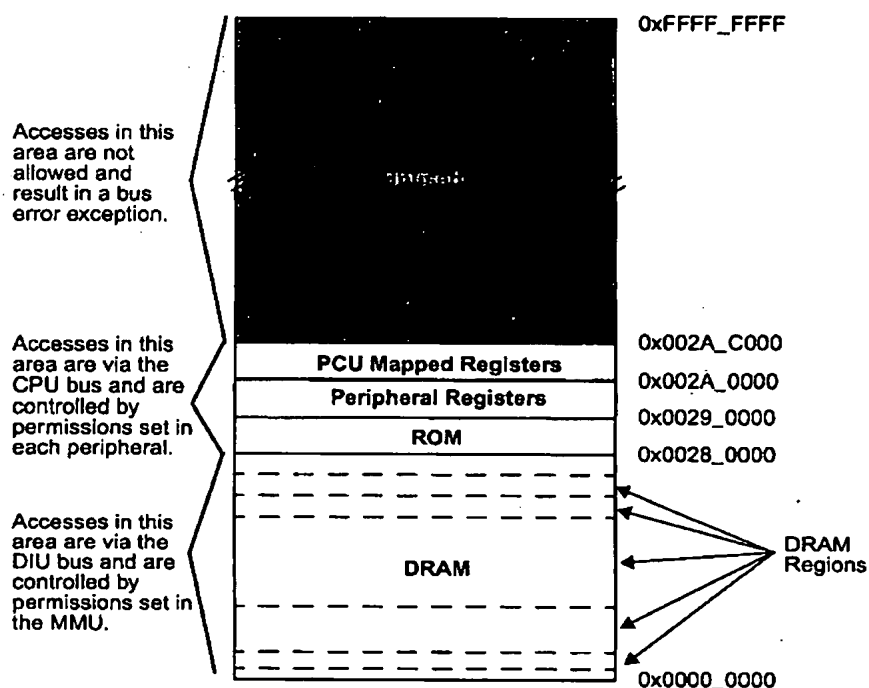 0xFFFF_FFFF
Accesses in this
area are not
allowed and
result in a bus
error exception.
0x002A_C000
PCU Mapped Registers
0x002A_0000
Peripheral Registers
0x0029_0000
ROM
0x0028_0000
Accesses in this
area are via the
CPU bus and are
controlled by
permissions set in
each peripheral.
DRAM
DRAM
Regions
Accesses in this
area are via the
DIU bus and are
controlled by
permissions set in
the MMU.
0x0000_0000